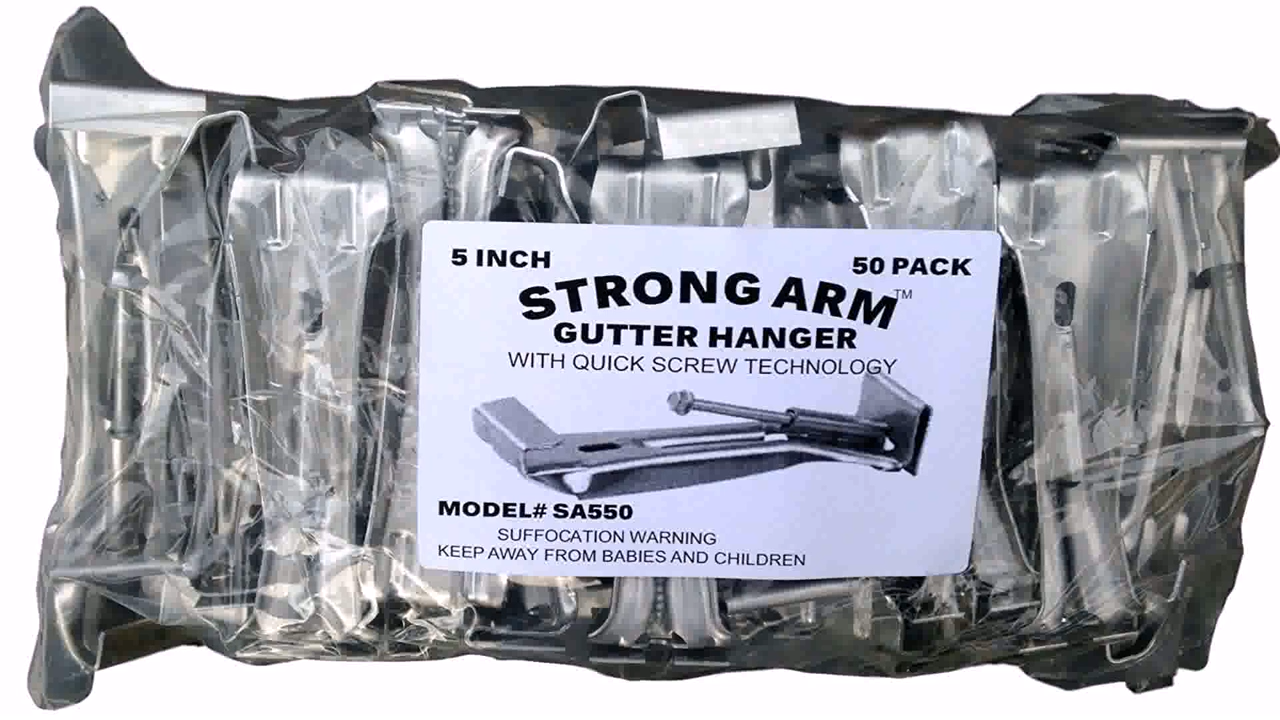 5 INCH
50 PACK
STRONG ARM™
GUTTER HANGER
WITH QUICK SCREW TECHNOLOGY
MODEL# SA550
SUFFOCATION WARNING
KEEP AWAY FROM BABIES AND CHILDREN